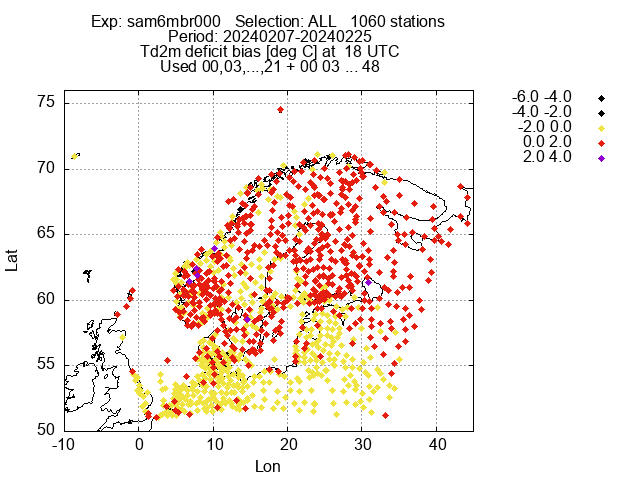 Exp: sam6mbr000 Selection: ALL 1060 stations
Period: 20240207-20240225
Td2m deficit bias [deg C] at 18 UTC
Used 00,03,...,21 + 00 03 ... 48
-6.0 -4.0
-4.0 -2.0
-2.0 0.0
0.0 2.0
2.0 4.0
75
70
65
60
55
50
Lat
-10 0 10 20 30 40
Lon